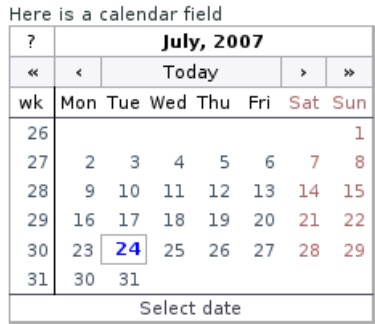 Here is a calendar field
? July, 2007
« ‹ Today › »
wk Mon Tue Wed Thu Fri Sat Sun
26 1
27 2 3 4 5 6 7 8
28 9 10 11 12 13 14 15
29 16 17 18 19 20 21 22
30 23 24 25 26 27 28 29
31 30 31
Select date